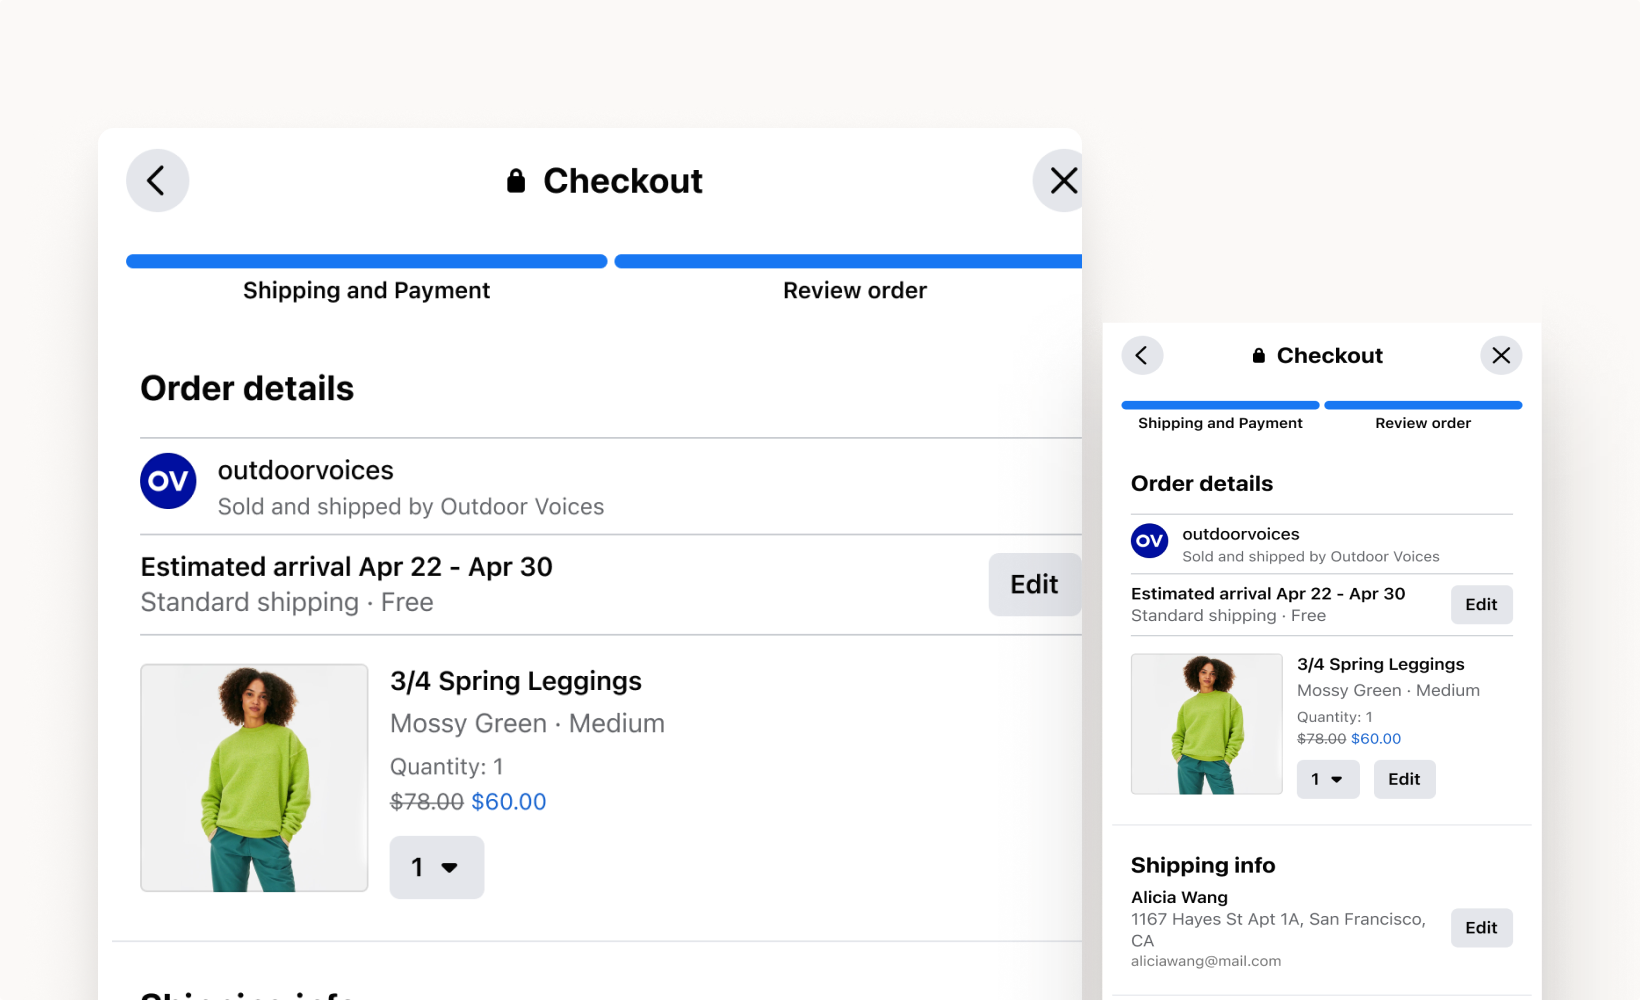 Checkout
Shipping and Payment
Review order
Order details
OV
outdoorvoices
Sold and shipped by Outdoor Voices
Estimated arrival Apr 22 - Apr 30
Standard shipping · Free
Edit
3/4 Spring Leggings
Mossy Green · Medium
Quantity: 1
$78.00 $60.00
1
Shipping info
Checkout
Shipping and Payment
Review order
Order details
OV
outdoorvoices
Sold and shipped by Outdoor Voices
Estimated arrival Apr 22 - Apr 30
Standard shipping · Free
Edit
3/4 Spring Leggings
Mossy Green · Medium
Quantity: 1
$78.00 $60.00
1
Edit
Shipping info
Alicia Wang
1167 Hayes St Apt 1A, San Francisco,
CA
aliciawang@mail.com
Edit